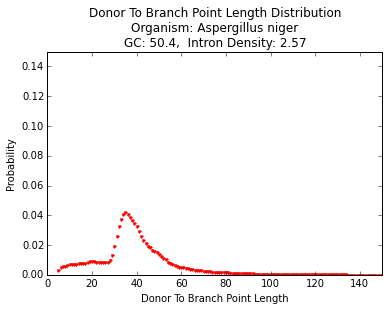 Donor To Branch Point Length Distribution
Organism: Aspergillus niger
GC: 50.4,  Intron Density: 2.57
0.14
0.12
0.10
0.08
0.06
0.04
0.02
0.00
Probability
0 20 40 60 80 100 120 140
Donor To Branch Point Length